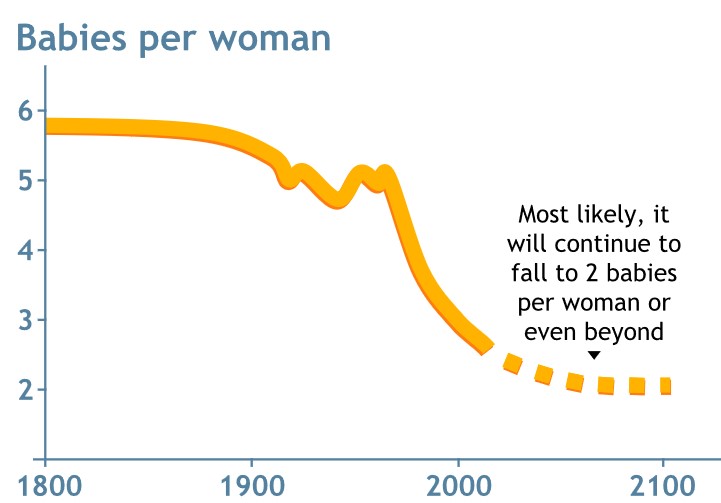 Babies per woman
6
5
4
3
2
Most likely, it
will continue to
fall to 2 babies
per woman or
even beyond
1800 1900 2000 2100